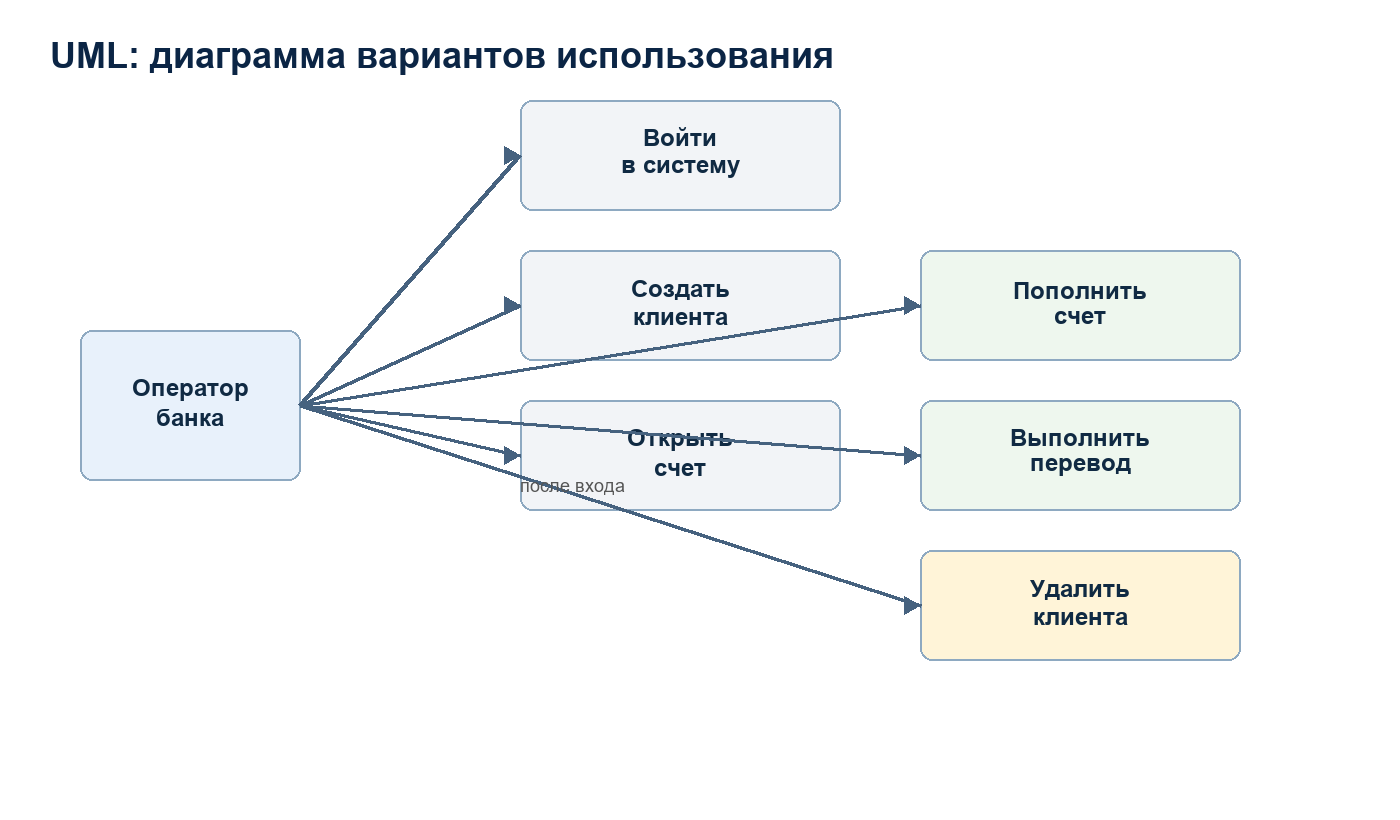 UML: диаграмма вариантов использования
Войти
в систему
Создать
клиента
Пополнить
счет
Оператор
банка
Открыть
счет
после входа
Выполнить
перевод
Удалить
клиента